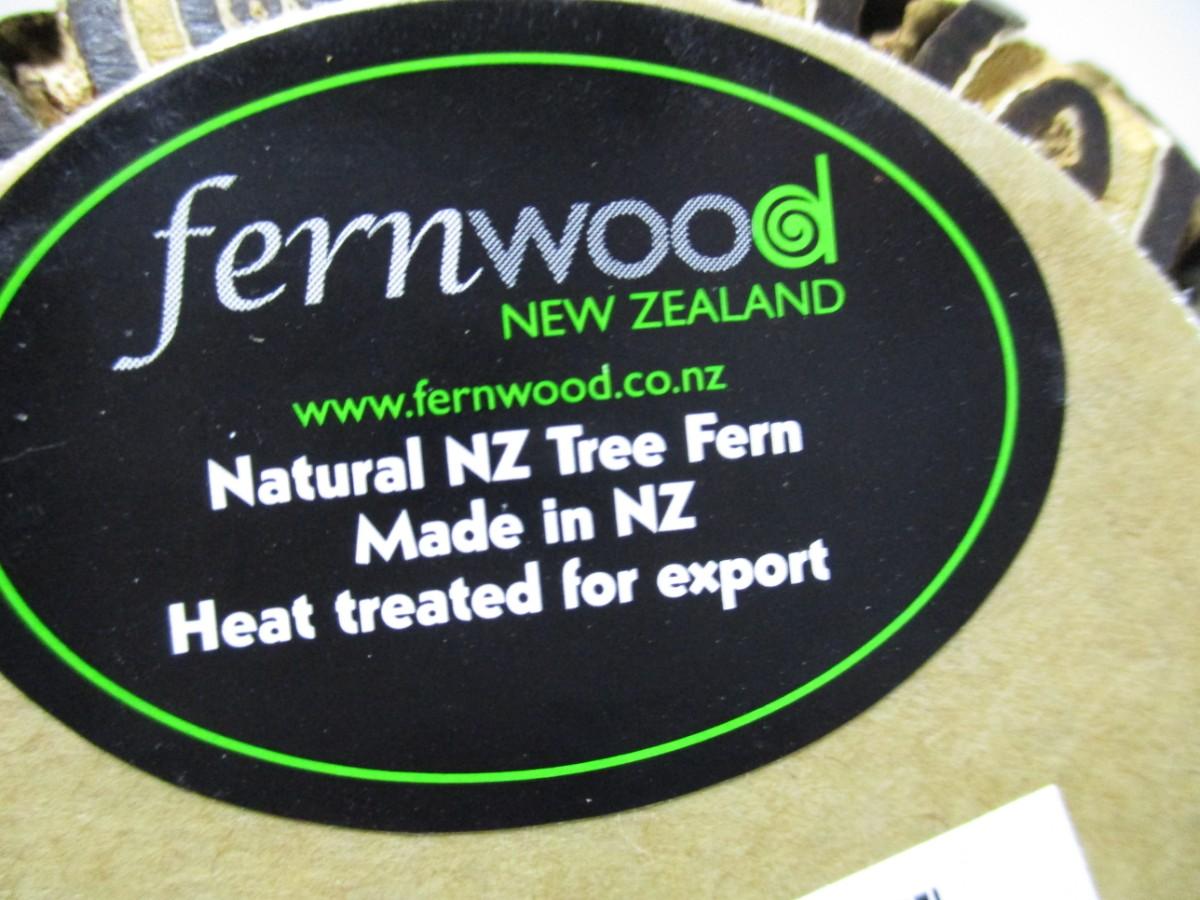 fernwood
NEW ZEALAND
www.fernwood.co.nz
Natural NZ Tree Fern
Made in NZ
Heat treated for export